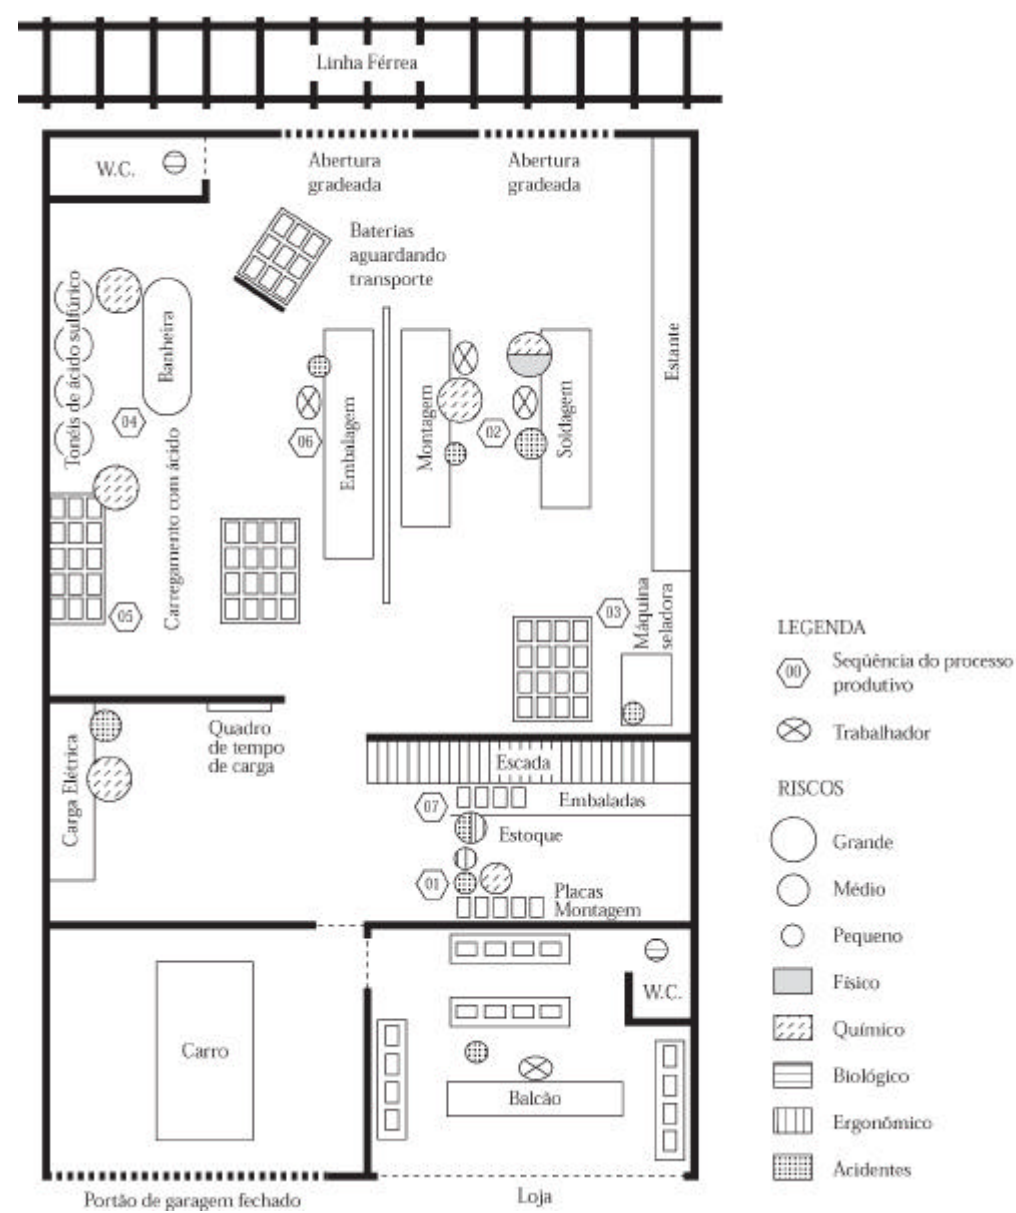 Linha Férrea
W.C.
Abertura
gradeada
Abertura
gradeada
Baterias
aguardando
transporte
Tonéis de ácido sulfúrico
Banheira
04
Carregamento com ácido
05
06
Embalagem
Montagem
02
Soldagem
Estante
03
Máquina
seladora
Carga Elétrica
Quadro
de tempo
de carga
Escada
07
Embaladas
Estoque
01
Placas
Montagem
Carro
W.C.
Balcão
Portão de garagem fechado
Loja
LEGENDA
00
Seqüência do processo
produtivo
Trabalhador
RISCOS
Grande
Médio
Pequeno
Físico
Químico
Biológico
Ergonômico
Acidentes